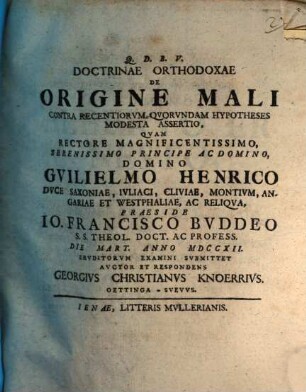 Q. D. B. V.
DOCTRINAE ORTHODOXAE
DE
ORIGINE MALI
CONTRA RECENTIORVM QVORVNDAM HYPOTHESES
MODESTA ASSERTIO,
QVAM
RECTORE MAGNIFICENTISSIMO,
SERENISSIMO PRINCIPE AC DOMINO,
DOMINO
GVILIELMO HENRICO
DVCE SAXONIAE, IVLIACI, CLIVIAE, MONTIVM, AN-
GARIAE ET WESTPHALIAE, AC RELIQVA,
PRAESIDE
IO. FRANCISCO BVDDEO
S. S. THEOL. DOCT. AC PROFESS.
DIE MART. ANNO MDCCXII.
ERVDITORVM EXAMINI SVBMITTET
AVCTOR ET RESPONDENS
GEORGIVS CHRISTIANVS KNOERRIVS.
OETTINGA-SVEVVS.
IENAE, LITTERIS MVLLERIANIS.